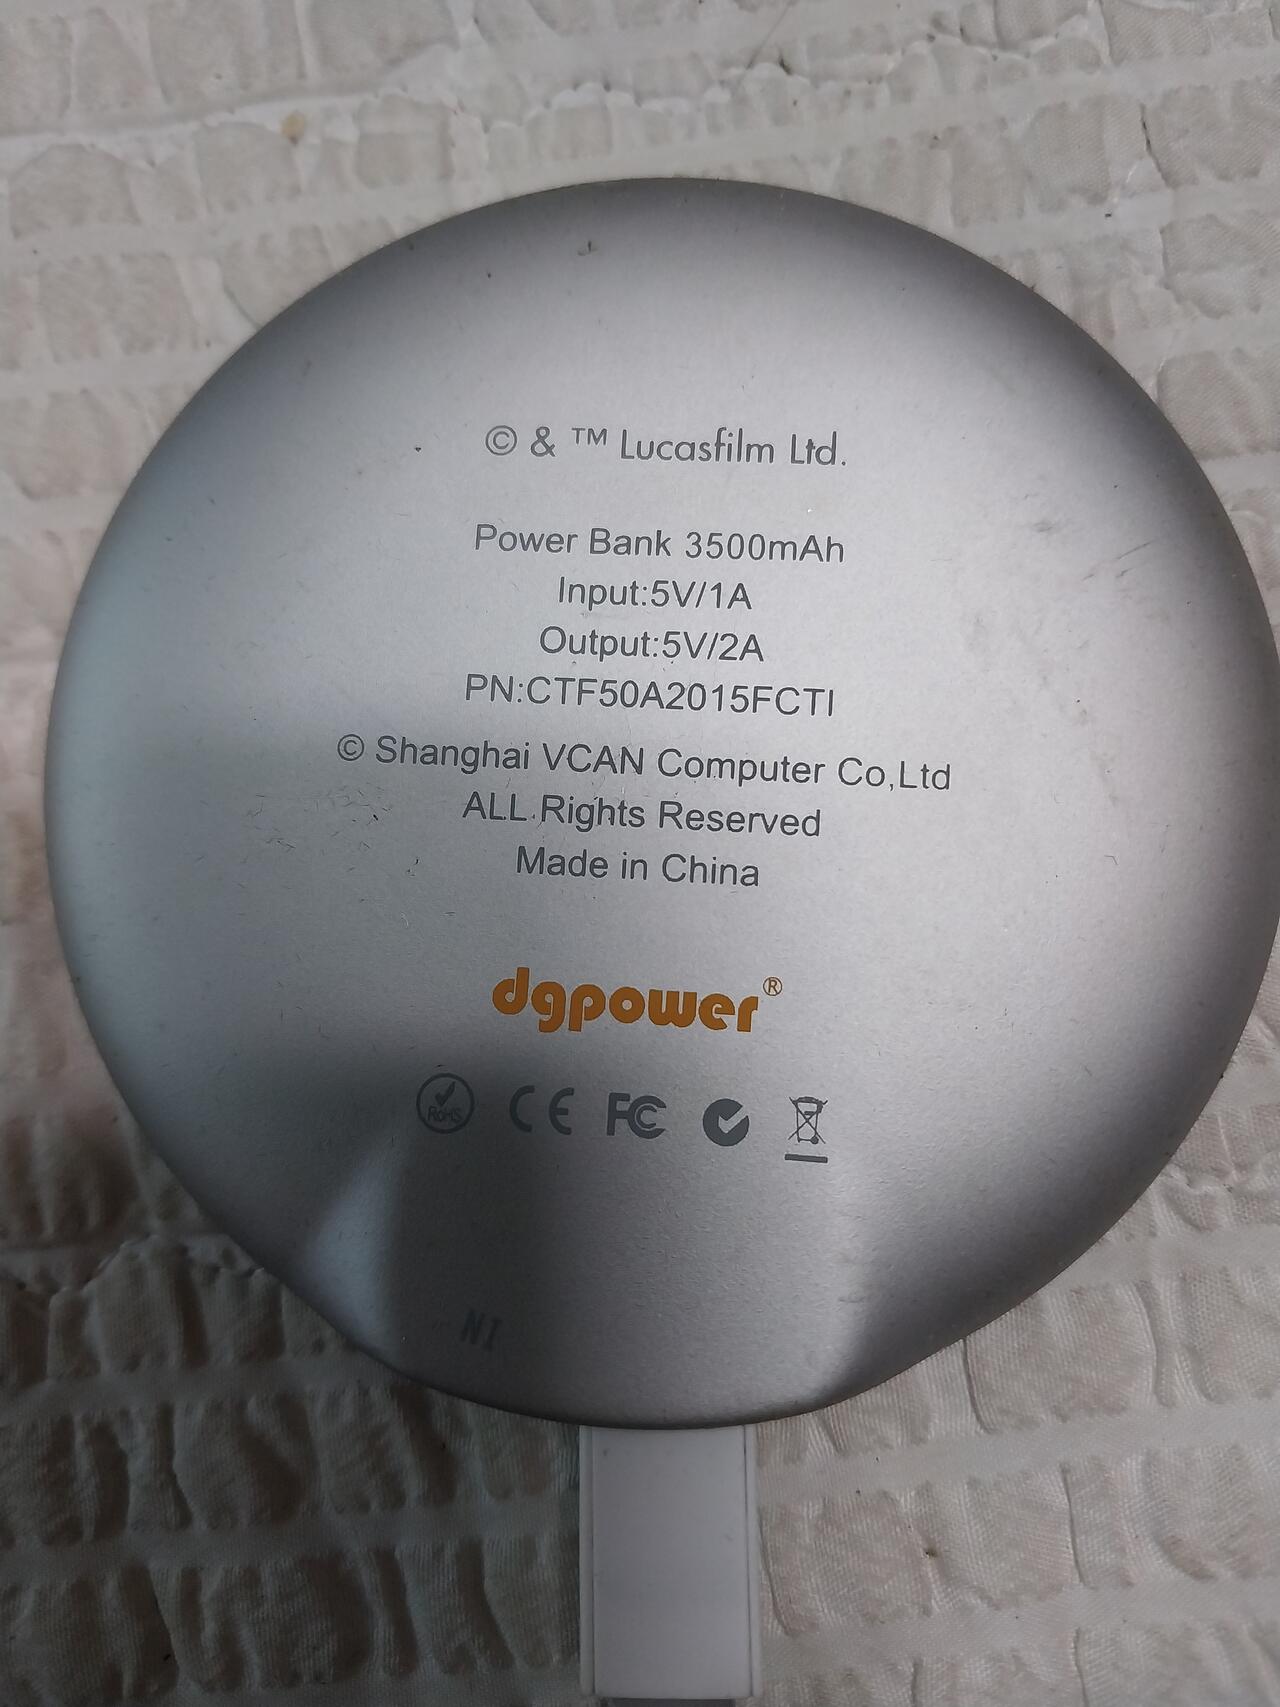 © & ™ Lucasfilm Ltd.
Power Bank 3500mAh
Input:5V/1A
Output:5V/2A
PN:CTF50A2015FCTI
© Shanghai VCAN Computer Co,Ltd
ALL Rights Reserved
Made in China
dgpower®
RoHS CE FC
NI